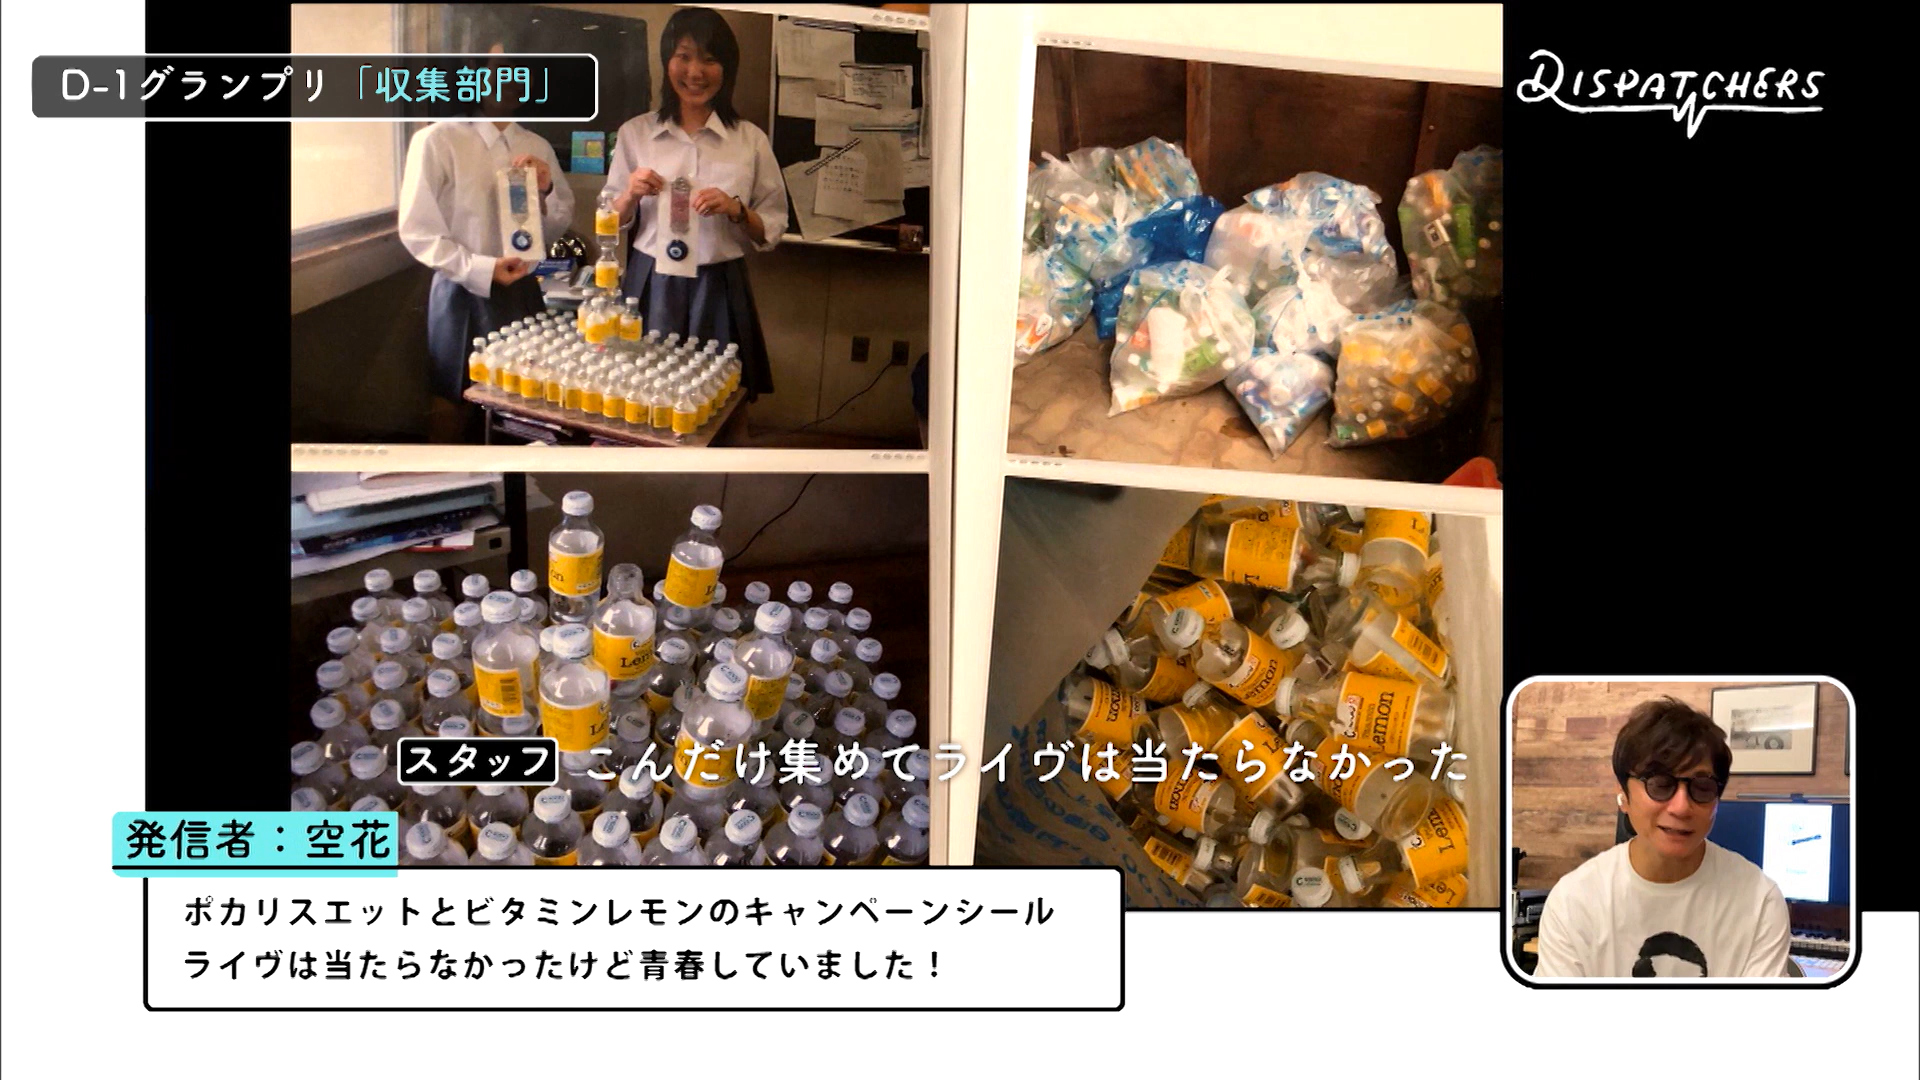 D-1グランプリ「収集部門」
DISPATCHERS
Lemon
Lemon
Lemon
スタッフ こんだけ集めてライヴは当たらなかった
発信者：空花
ポカリスエットとビタミンレモンのキャンペーンシール
ライヴは当たらなかったけど青春していました！